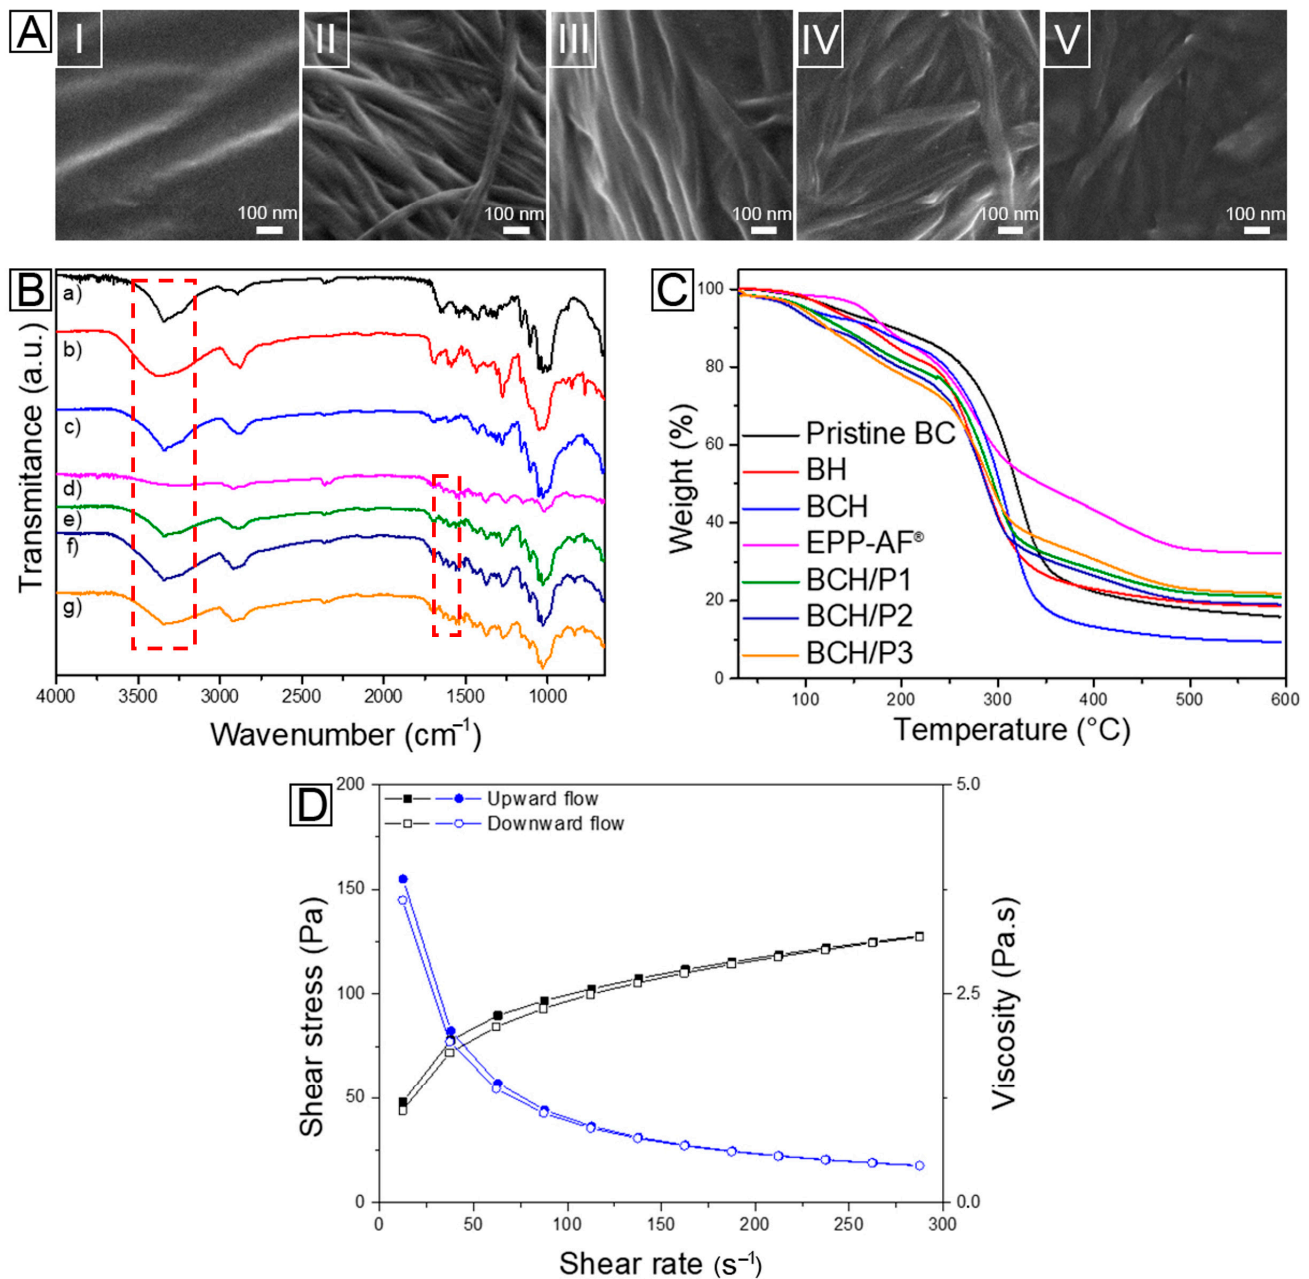 A
I
II
III
IV
V
100 nm
100 nm
100 nm
100 nm
100 nm
B
a)
b)
c)
d)
e)
f)
g)
Transmitance (a.u.)
4000
3500
3000
2500
2000
1500
1000
Wavenumber (cm⁻¹)
C
100
80
60
40
20
0
Weight (%)
Pristine BC
BH
BCH
EPP-AF®
BCH/P1
BCH/P2
BCH/P3
100
200
300
400
500
600
Temperature (°C)
D
200
150
100
50
0
Shear stress (Pa)
Upward flow
Downward flow
5.0
2.5
0.0
Viscosity (Pa.s)
0
50
100
150
200
250
300
Shear rate (s⁻¹)